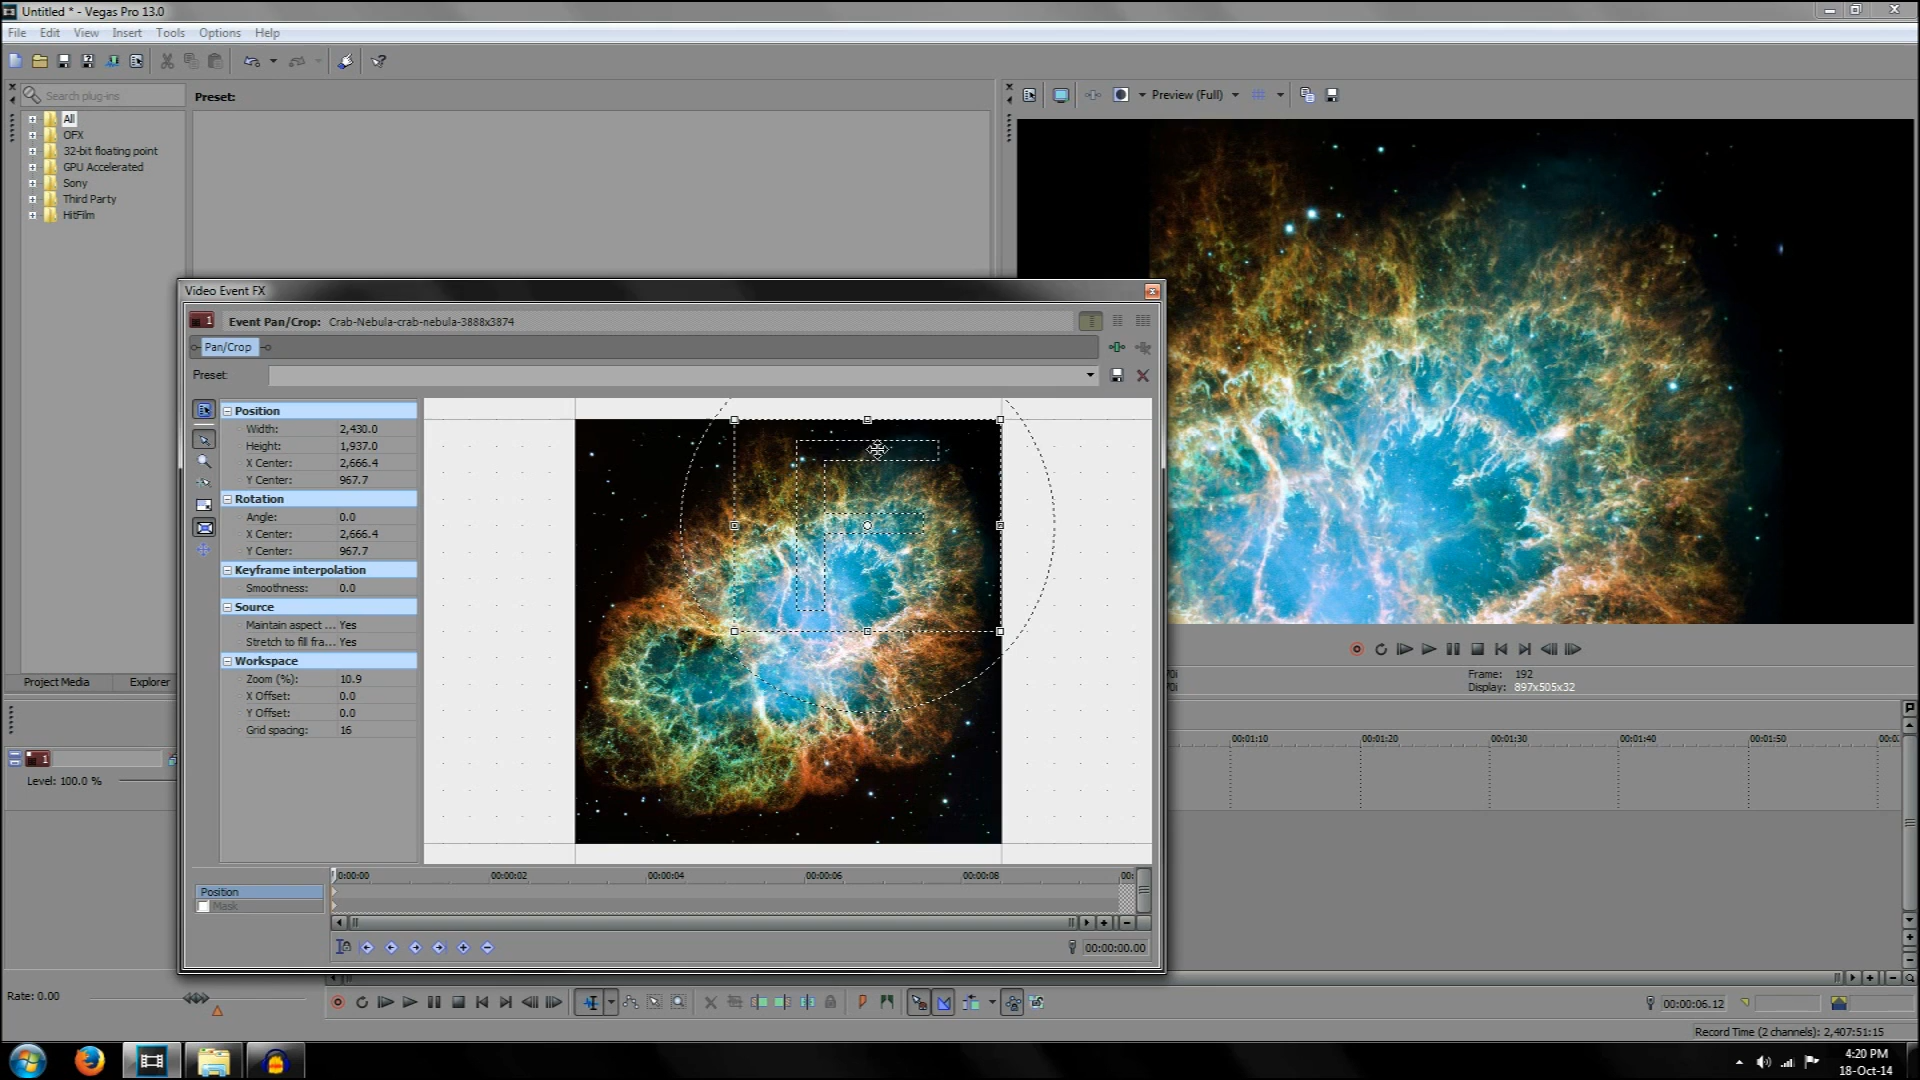 Untitled * - Vegas Pro 13.0
File Edit View Insert Tools Options Help
Search plug-ins
Preset:
Preview (Full)
All
OFX
32-bit floating point
GPU Accelerated
Sony
Third Party
HitFilm
Video Event FX
1
Event Pan/Crop: Crab-Nebula-crab-nebula-3888x3874
Pan/Crop
Preset:
Position
Width: 2,430.0
Height: 1,937.0
X Center: 2,666.4
Y Center: 967.7
Rotation
Angle: 0.0
X Center: 2,666.4
Y Center: 967.7
Keyframe interpolation
Smoothness: 0.0
Source
Maintain aspect ... Yes
Stretch to fill fra... Yes
Workspace
Zoom (%): 10.9
X Offset: 0.0
Y Offset: 0.0
Grid spacing: 16
Project Media Explorer
Frame: 192
Display: 897x505x32
1
Level: 100.0 %
00:01:10 00:01:20 00:01:30 00:01:40 00:01:50
00:00:02 00:00:04 00:00:06 00:00:08
Position
Mask
00:00:00.00
Rate: 0.00
00:00:06.12
Record Time (2 channels): 2,407:51:15
4:20 PM
18-Oct-14